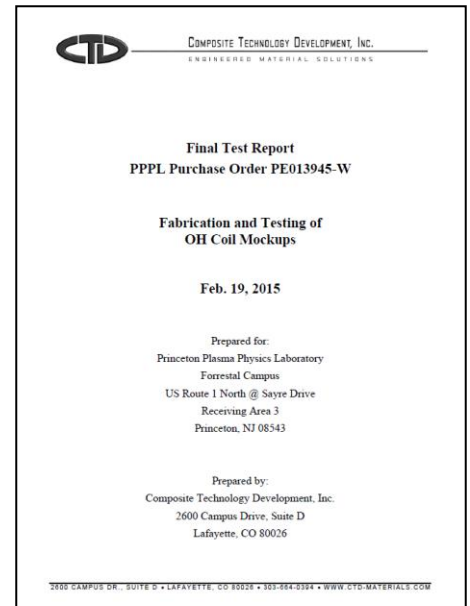 CTD
COMPOSITE TECHNOLOGY DEVELOPMENT, INC.
ENGINEERED MATERIAL SOLUTIONS
Final Test Report
PPPL Purchase Order PE013945-W
Fabrication and Testing of
OH Coil Mockups
Feb. 19, 2015
Prepared for:
Princeton Plasma Physics Laboratory
Forrestal Campus
US Route 1 North @ Sayre Drive
Receiving Area 3
Princeton, NJ 08543
Prepared by:
Composite Technology Development, Inc.
2600 Campus Drive, Suite D
Lafayette, CO 80026
2600 CAMPUS DR., SUITE D • LAFAYETTE, CO 80026 • 303-664-0394 • WWW.CTD-MATERIALS.COM